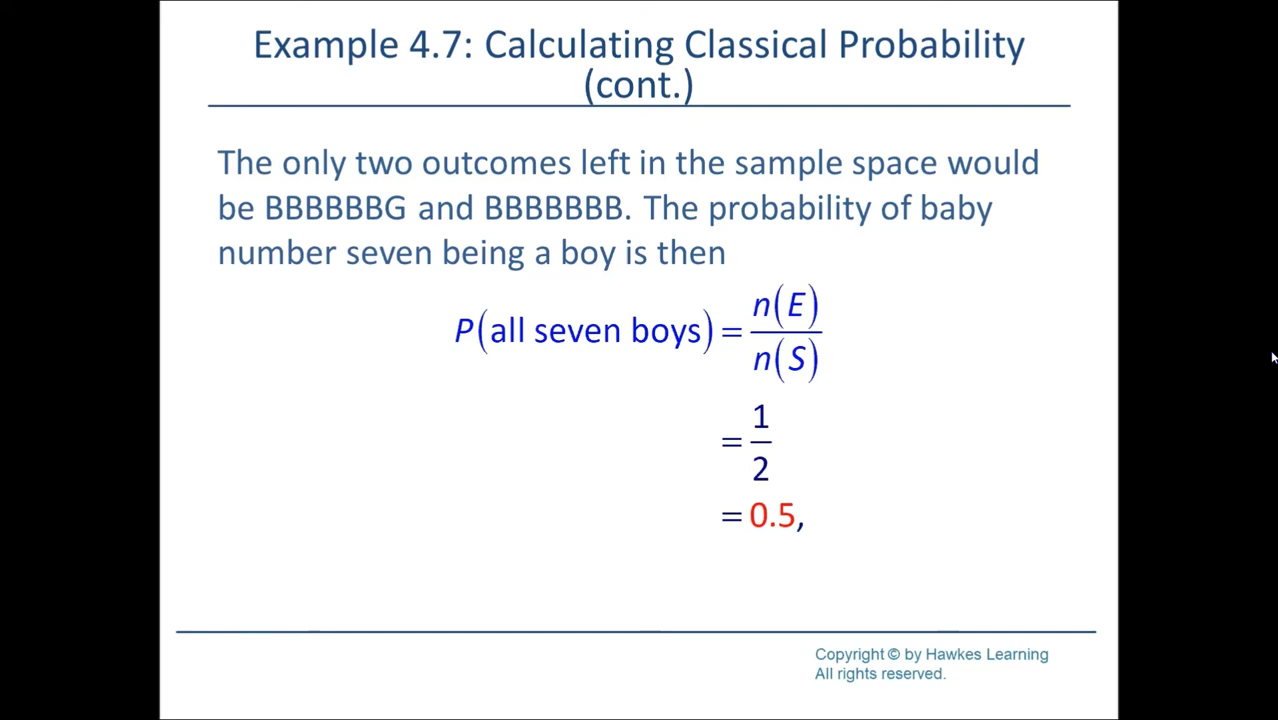 Example 4.7: Calculating Classical Probability
(cont.)
The only two outcomes left in the sample space would
be BBBBBBG and BBBBBBB. The probability of baby
number seven being a boy is then
P(all seven boys) = n(E)/n(S)
= 1/2
= 0.5,
Copyright © by Hawkes Learning
All rights reserved.